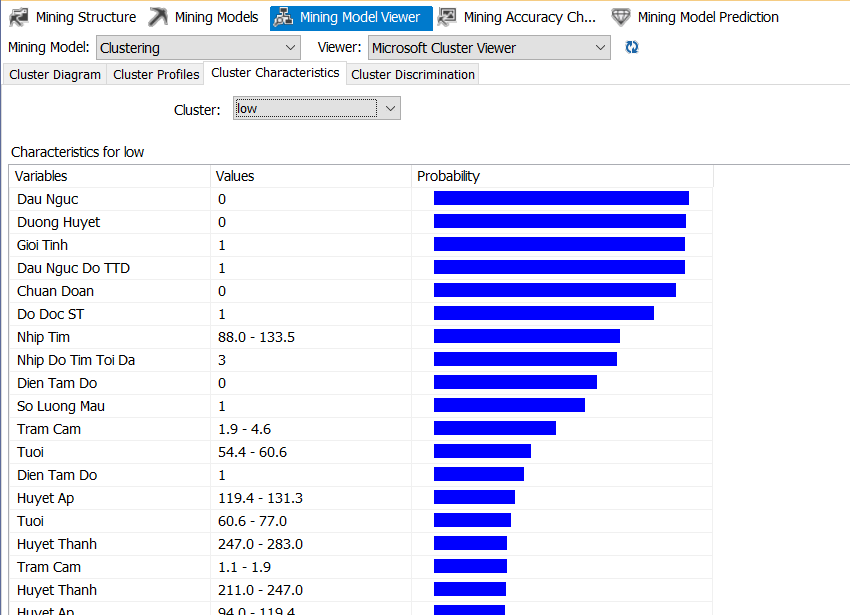 Mining Structure Mining Models Mining Model Viewer Mining Accuracy Ch... Mining Model Prediction
Mining Model: Clustering Viewer: Microsoft Cluster Viewer
Cluster Diagram Cluster Profiles Cluster Characteristics Cluster Discrimination
Cluster: low
Characteristics for low
Variables Values Probability
Dau Nguc 0
Duong Huyet 0
Gioi Tinh 1
Dau Nguc Do TTD 1
Chuan Doan 0
Do Doc ST 1
Nhip Tim 88.0 - 133.5
Nhip Do Tim Toi Da 3
Dien Tam Do 0
So Luong Mau 1
Tram Cam 1.9 - 4.6
Tuoi 54.4 - 60.6
Dien Tam Do 1
Huyet Ap 119.4 - 131.3
Tuoi 60.6 - 77.0
Huyet Thanh 247.0 - 283.0
Tram Cam 1.1 - 1.9
Huyet Thanh 211.0 - 247.0
Huyet Ap 94.0 - 119.4